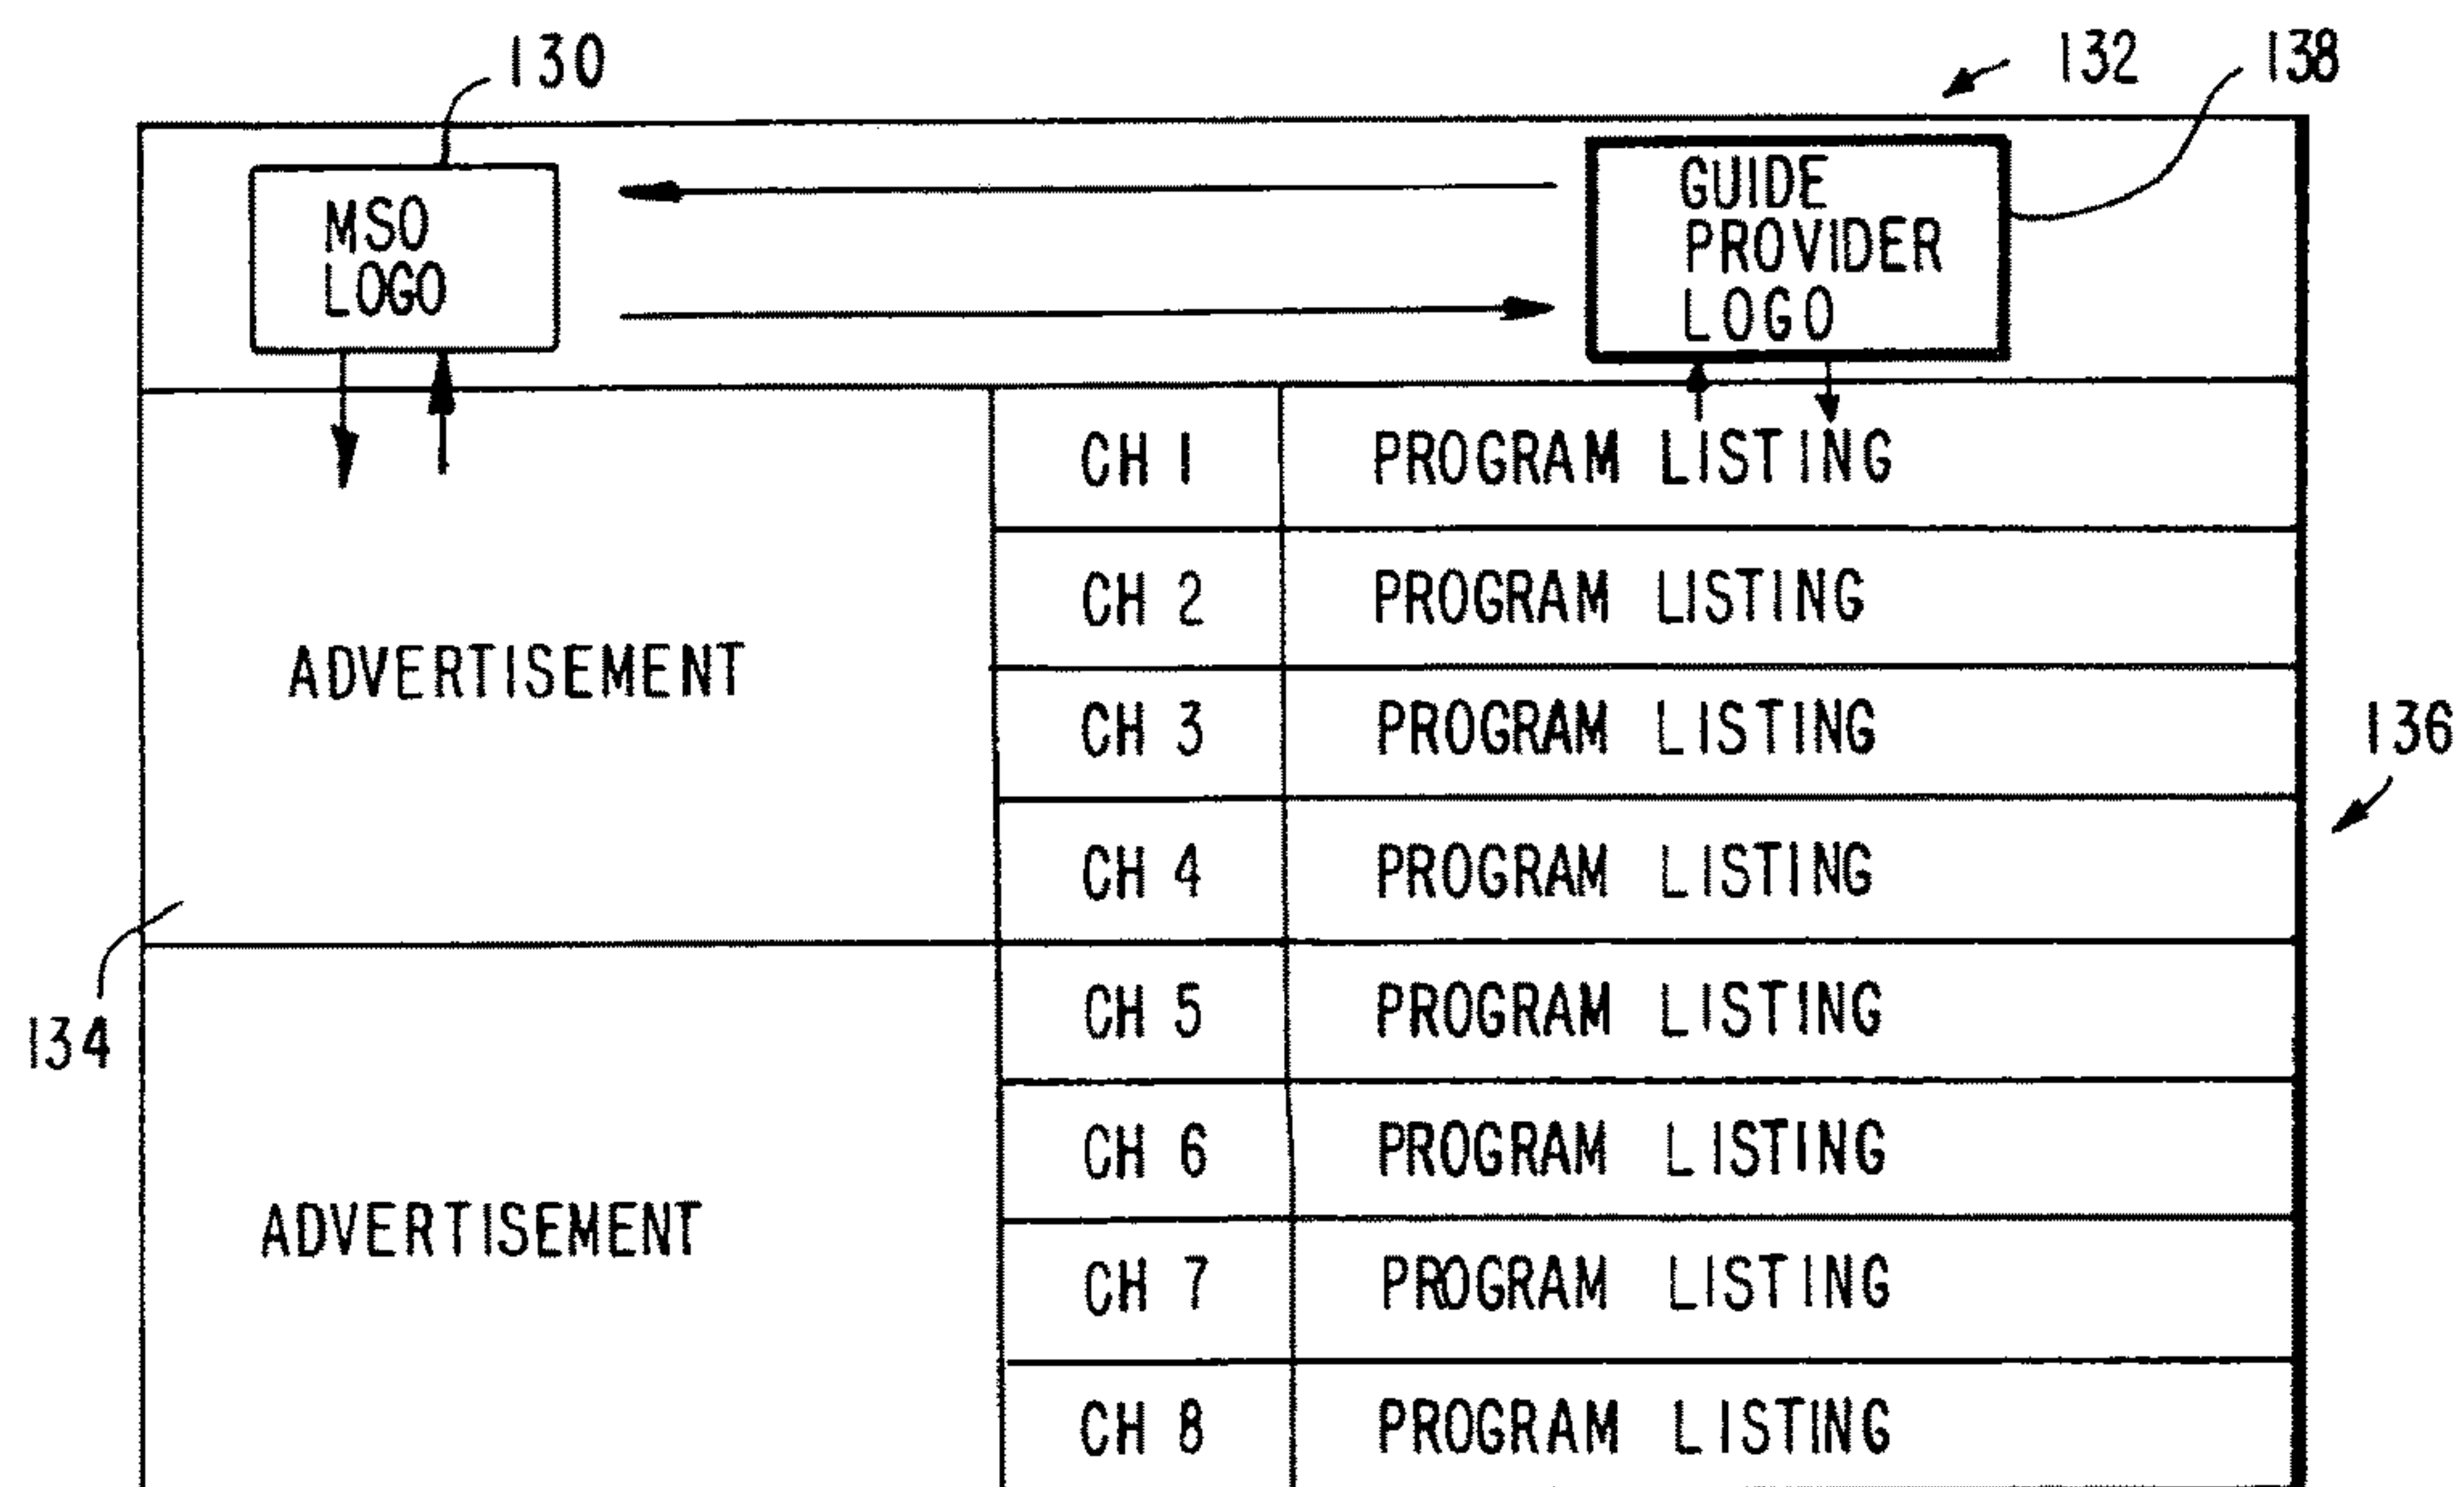 130
132
138
MSO
LOGO
GUIDE
PROVIDER
LOGO
CH 1 PROGRAM LISTING
CH 2 PROGRAM LISTING
ADVERTISEMENT
CH 3 PROGRAM LISTING
136
CH 4 PROGRAM LISTING
134
CH 5 PROGRAM LISTING
CH 6 PROGRAM LISTING
ADVERTISEMENT
CH 7 PROGRAM LISTING
CH 8 PROGRAM LISTING